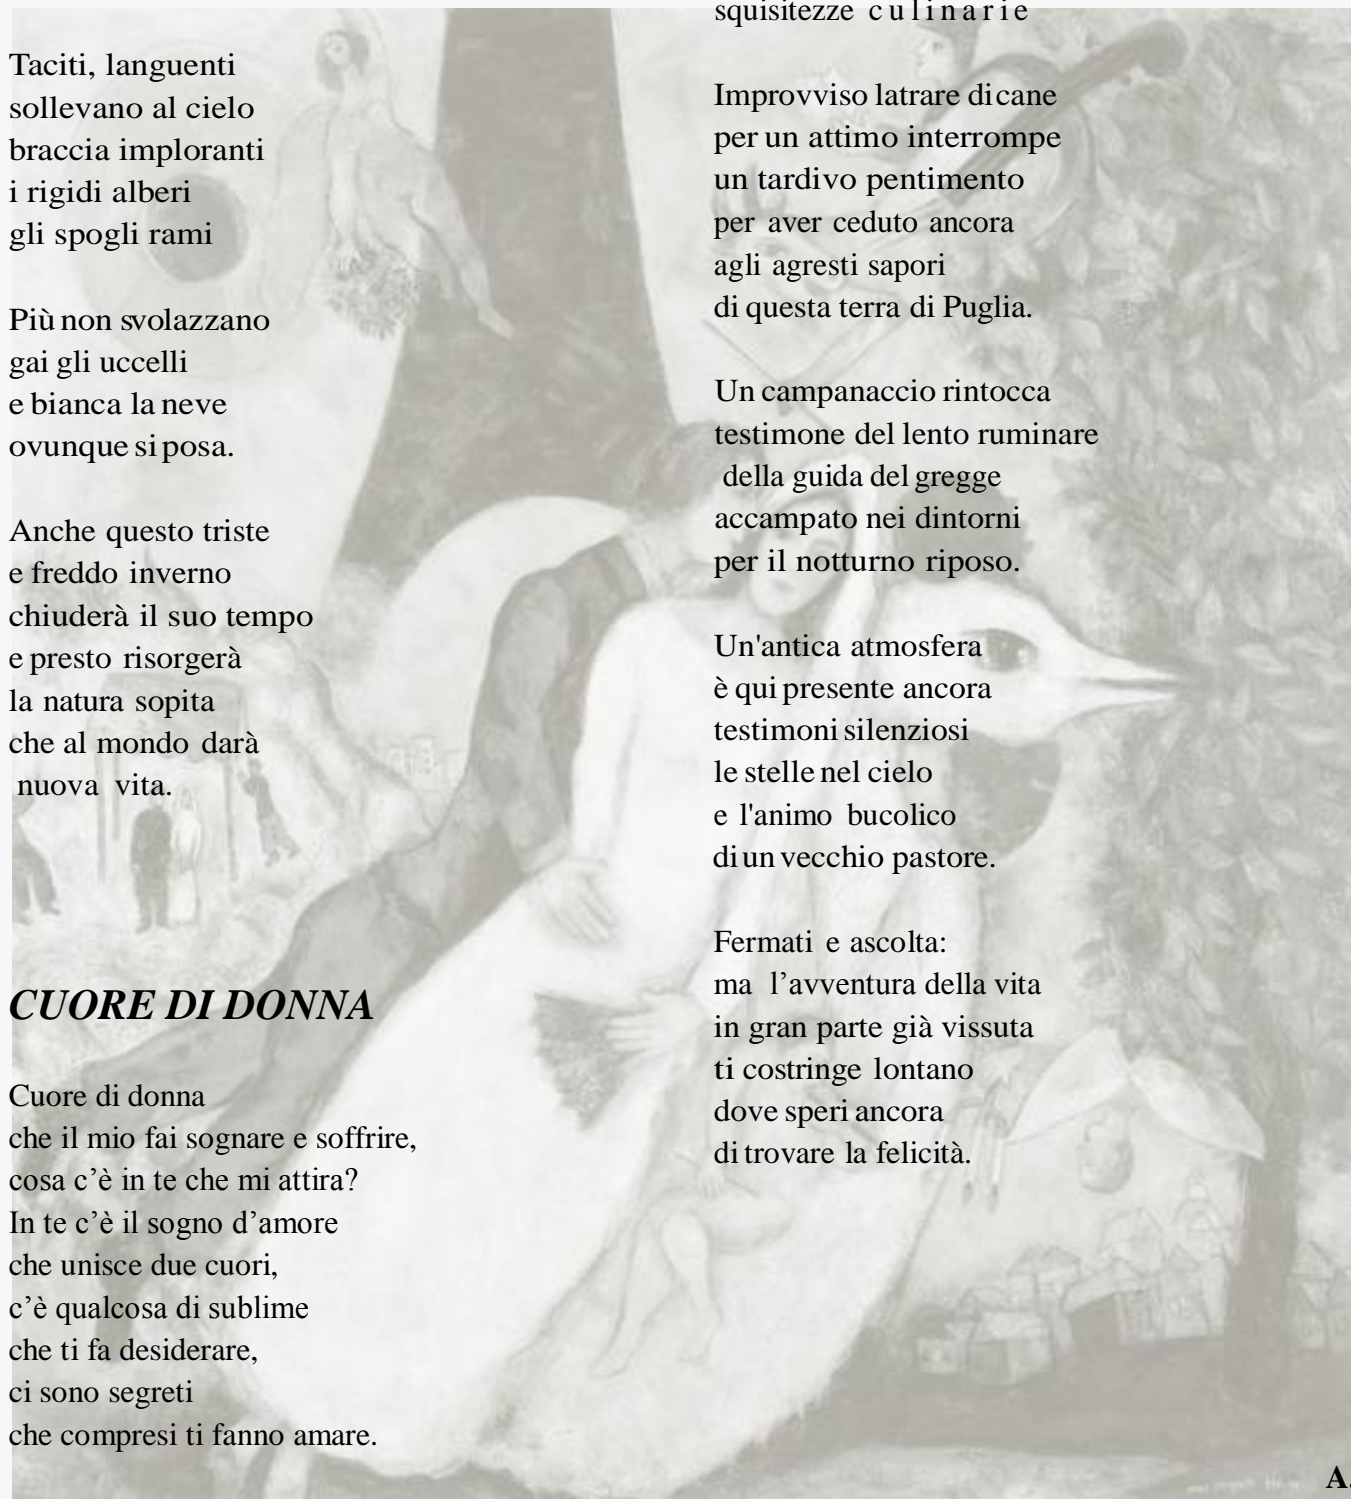 Taciti, languenti
sollevano al cielo
braccia imploranti
i rigidi alberi
gli spogli rami

Più non svolazzano
gai gli uccelli
e bianca la neve
ovunque si posa.

Anche questo triste
e freddo inverno
chiuderà il suo tempo
e presto risorgerà
la natura sopita
che al mondo darà
nuova vita.

CUORE DI DONNA

Cuore di donna
che il mio fai sognare e soffrire,
cosa c’è in te che mi attira?
In te c’è il sogno d’amore
che unisce due cuori,
c’è qualcosa di sublime
che ti fa desiderare,
ci sono segreti
che compresi ti fanno amare.

squisitezze culinarie

Improvviso latrare di cane
per un attimo interrompe
un tardivo pentimento
per aver ceduto ancora
agli agresti sapori
di questa terra di Puglia.

Un campanaccio rintocca
testimone del lento ruminare
della guida del gregge
accampato nei dintorni
per il notturno riposo.

Un'antica atmosfera
è qui presente ancora
testimoni silenziosi
le stelle nel cielo
e l'animo bucolico
di un vecchio pastore.

Fermati e ascolta:
ma l’avventura della vita
in gran parte già vissuta
ti costringe lontano
dove speri ancora
di trovare la felicità.

A.